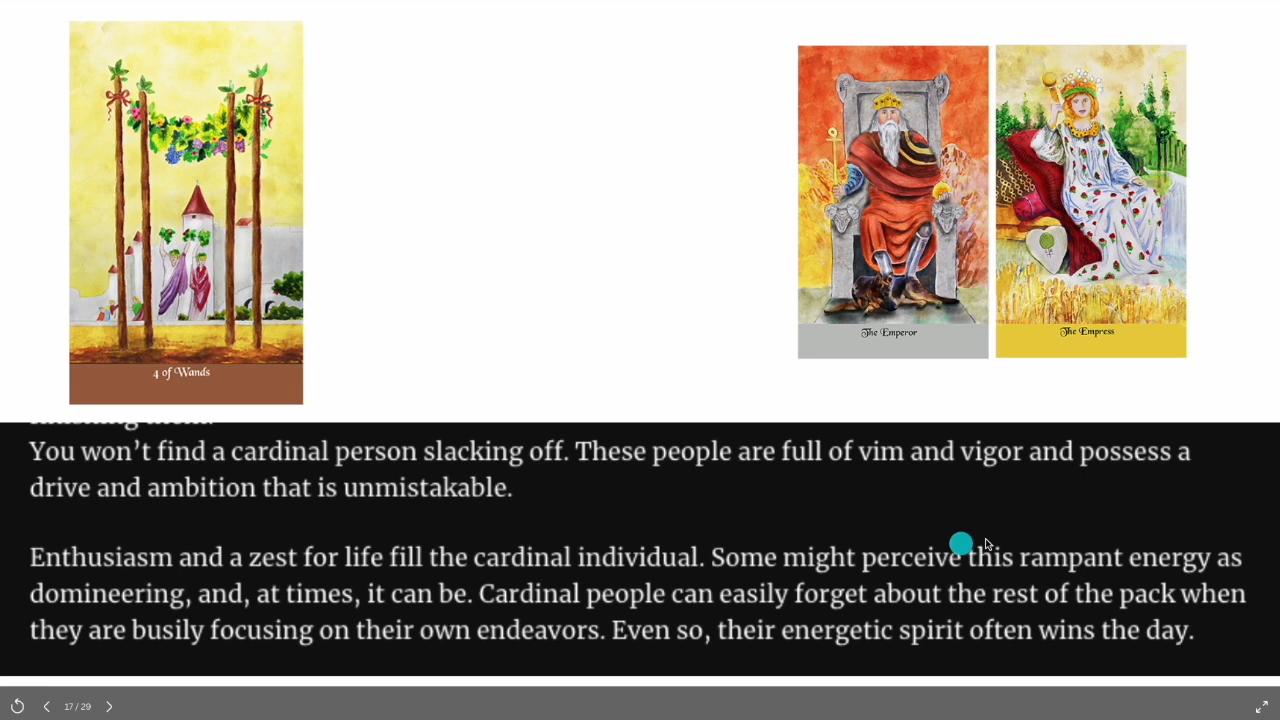 4 of Wands
The Emperor
The Empress
You won't find a cardinal person slacking off. These people are full of vim and vigor and possess a
drive and ambition that is unmistakable.
Enthusiasm and a zest for life fill the cardinal individual. Some might perceive this rampant energy as
domineering, and, at times, it can be. Cardinal people can easily forget about the rest of the pack when
they are busily focusing on their own endeavors. Even so, their energetic spirit often wins the day.
17 / 29